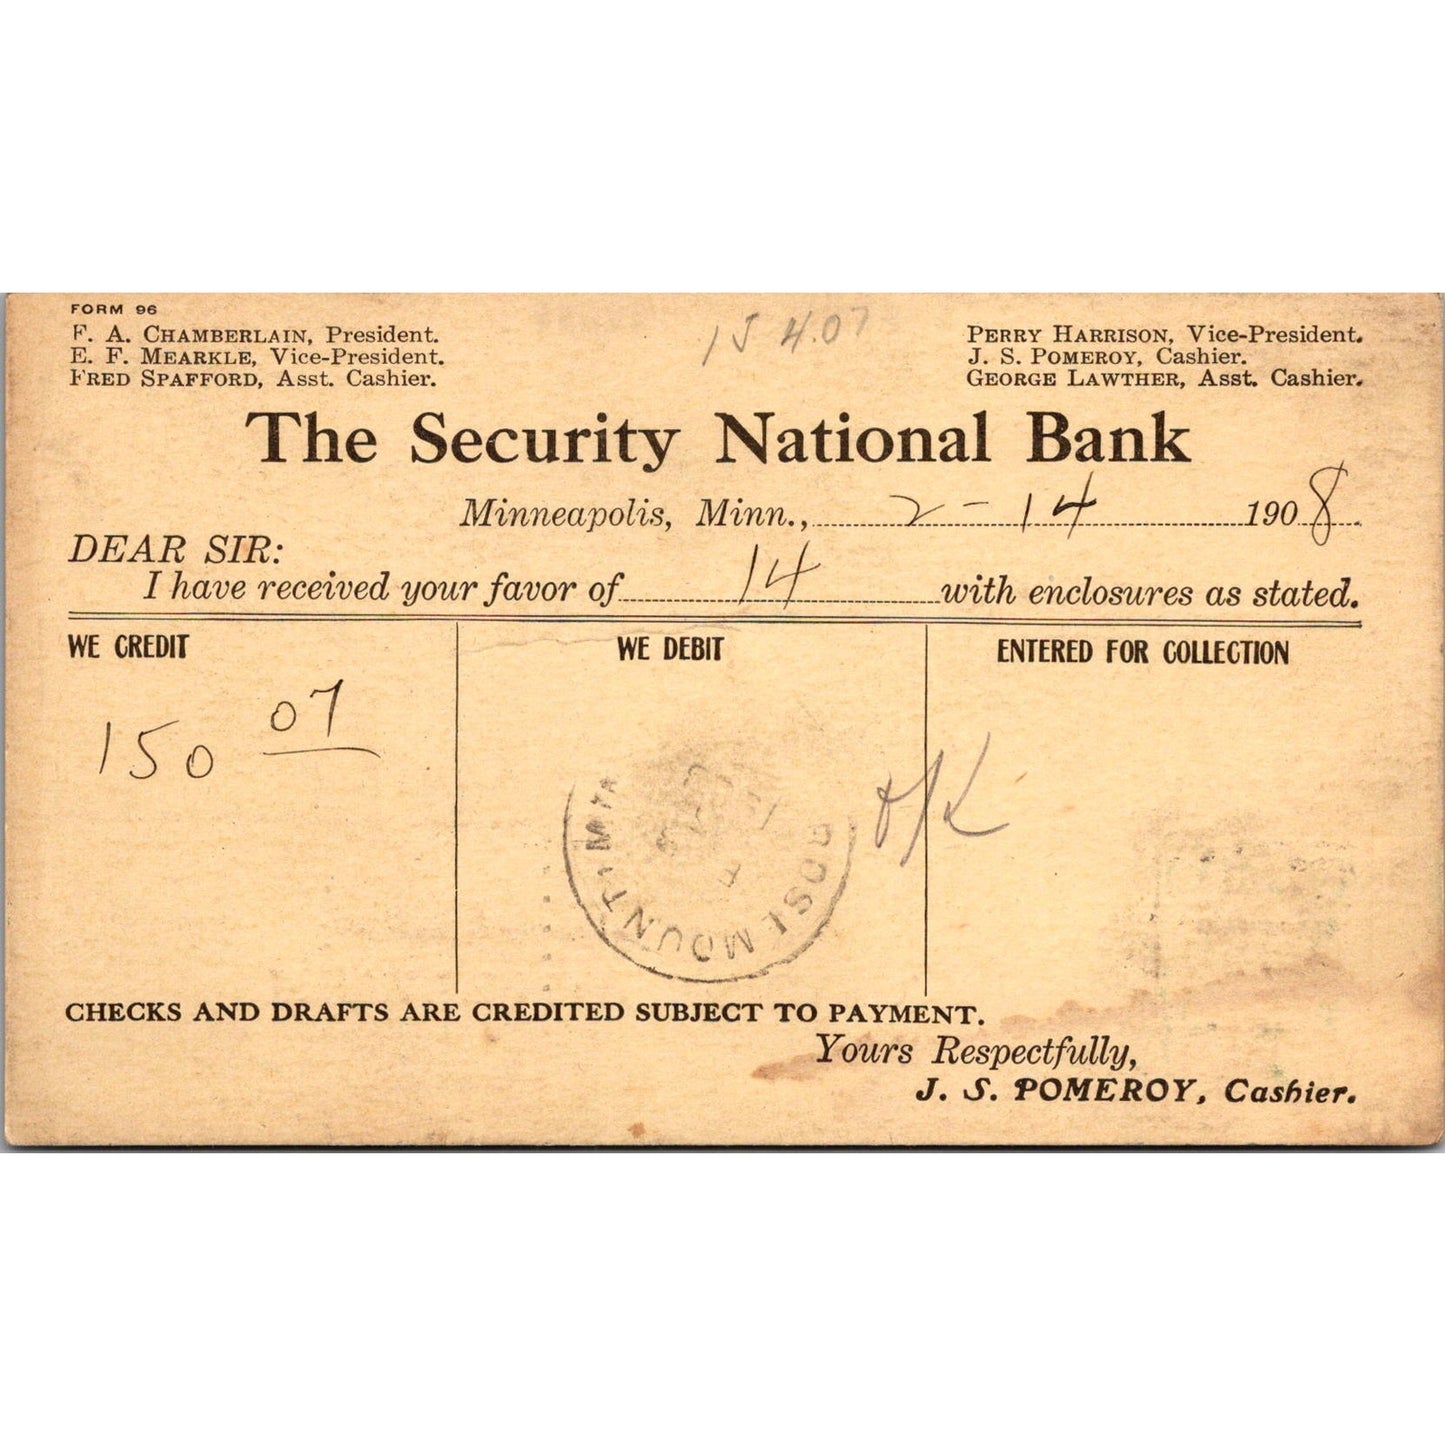 FORM 96
F. A. CHAMBERLAIN, President.
E. F. MEARKLE, Vice-President.
FRED SPAFFORD, Asst. Cashier.
PERRY HARRISON, Vice-President.
J. S. POMEROY, Cashier.
GEORGE LAWTHER, Asst. Cashier.
The Security National Bank
Minneapolis, Minn., 2-14 1908
DEAR SIR:
I have received your favor of 14 with enclosures as stated.
WE CREDIT
WE DEBIT
ENTERED FOR COLLECTION
150 07
OK
ROSEMOUNT, MINN
CHECKS AND DRAFTS ARE CREDITED SUBJECT TO PAYMENT.
Yours Respectfully,
J. S. POMEROY, Cashier.